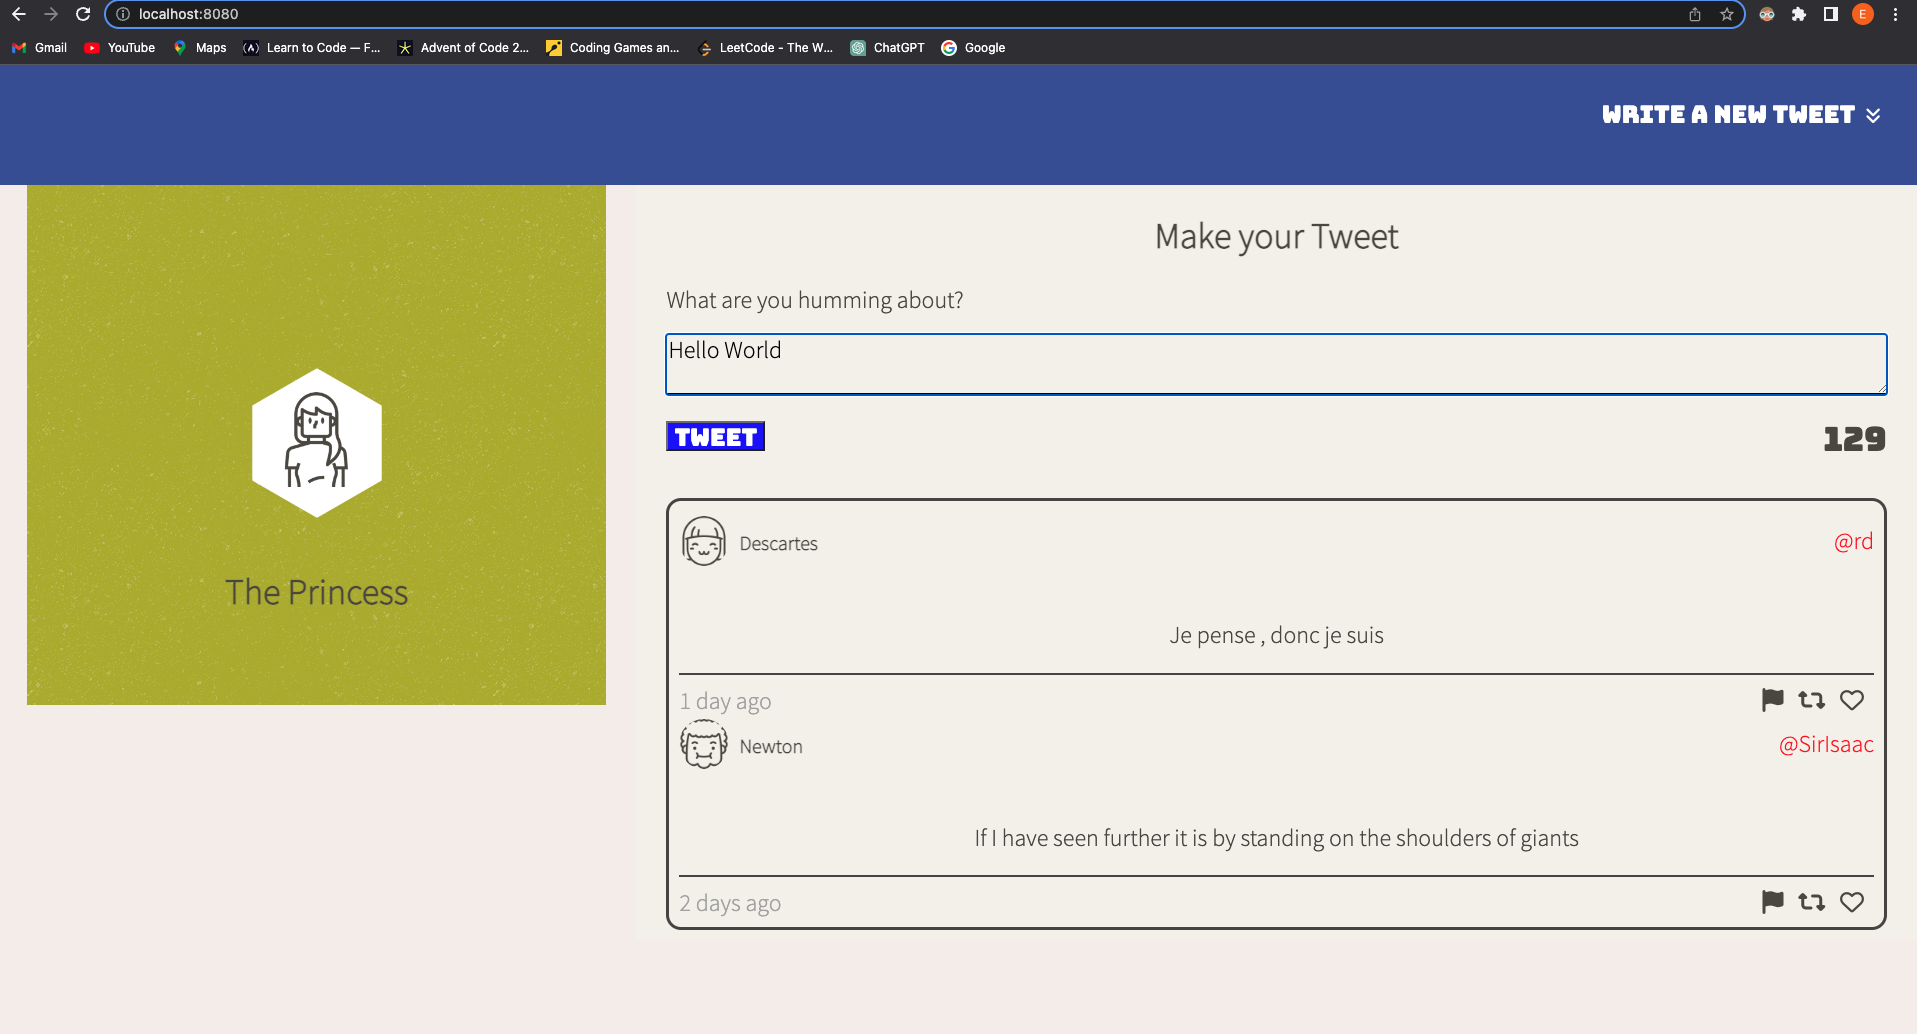 localhost:8080
E
Gmail YouTube Maps Learn to Code — F... Advent of Code 2... Coding Games an... LeetCode - The W... ChatGPT Google
WRITE A NEW TWEET
Make your Tweet
What are you humming about?
Hello World
TWEET 129
The Princess
Descartes @rd
Je pense , donc je suis
1 day ago
Newton @SirIsaac
If I have seen further it is by standing on the shoulders of giants
2 days ago